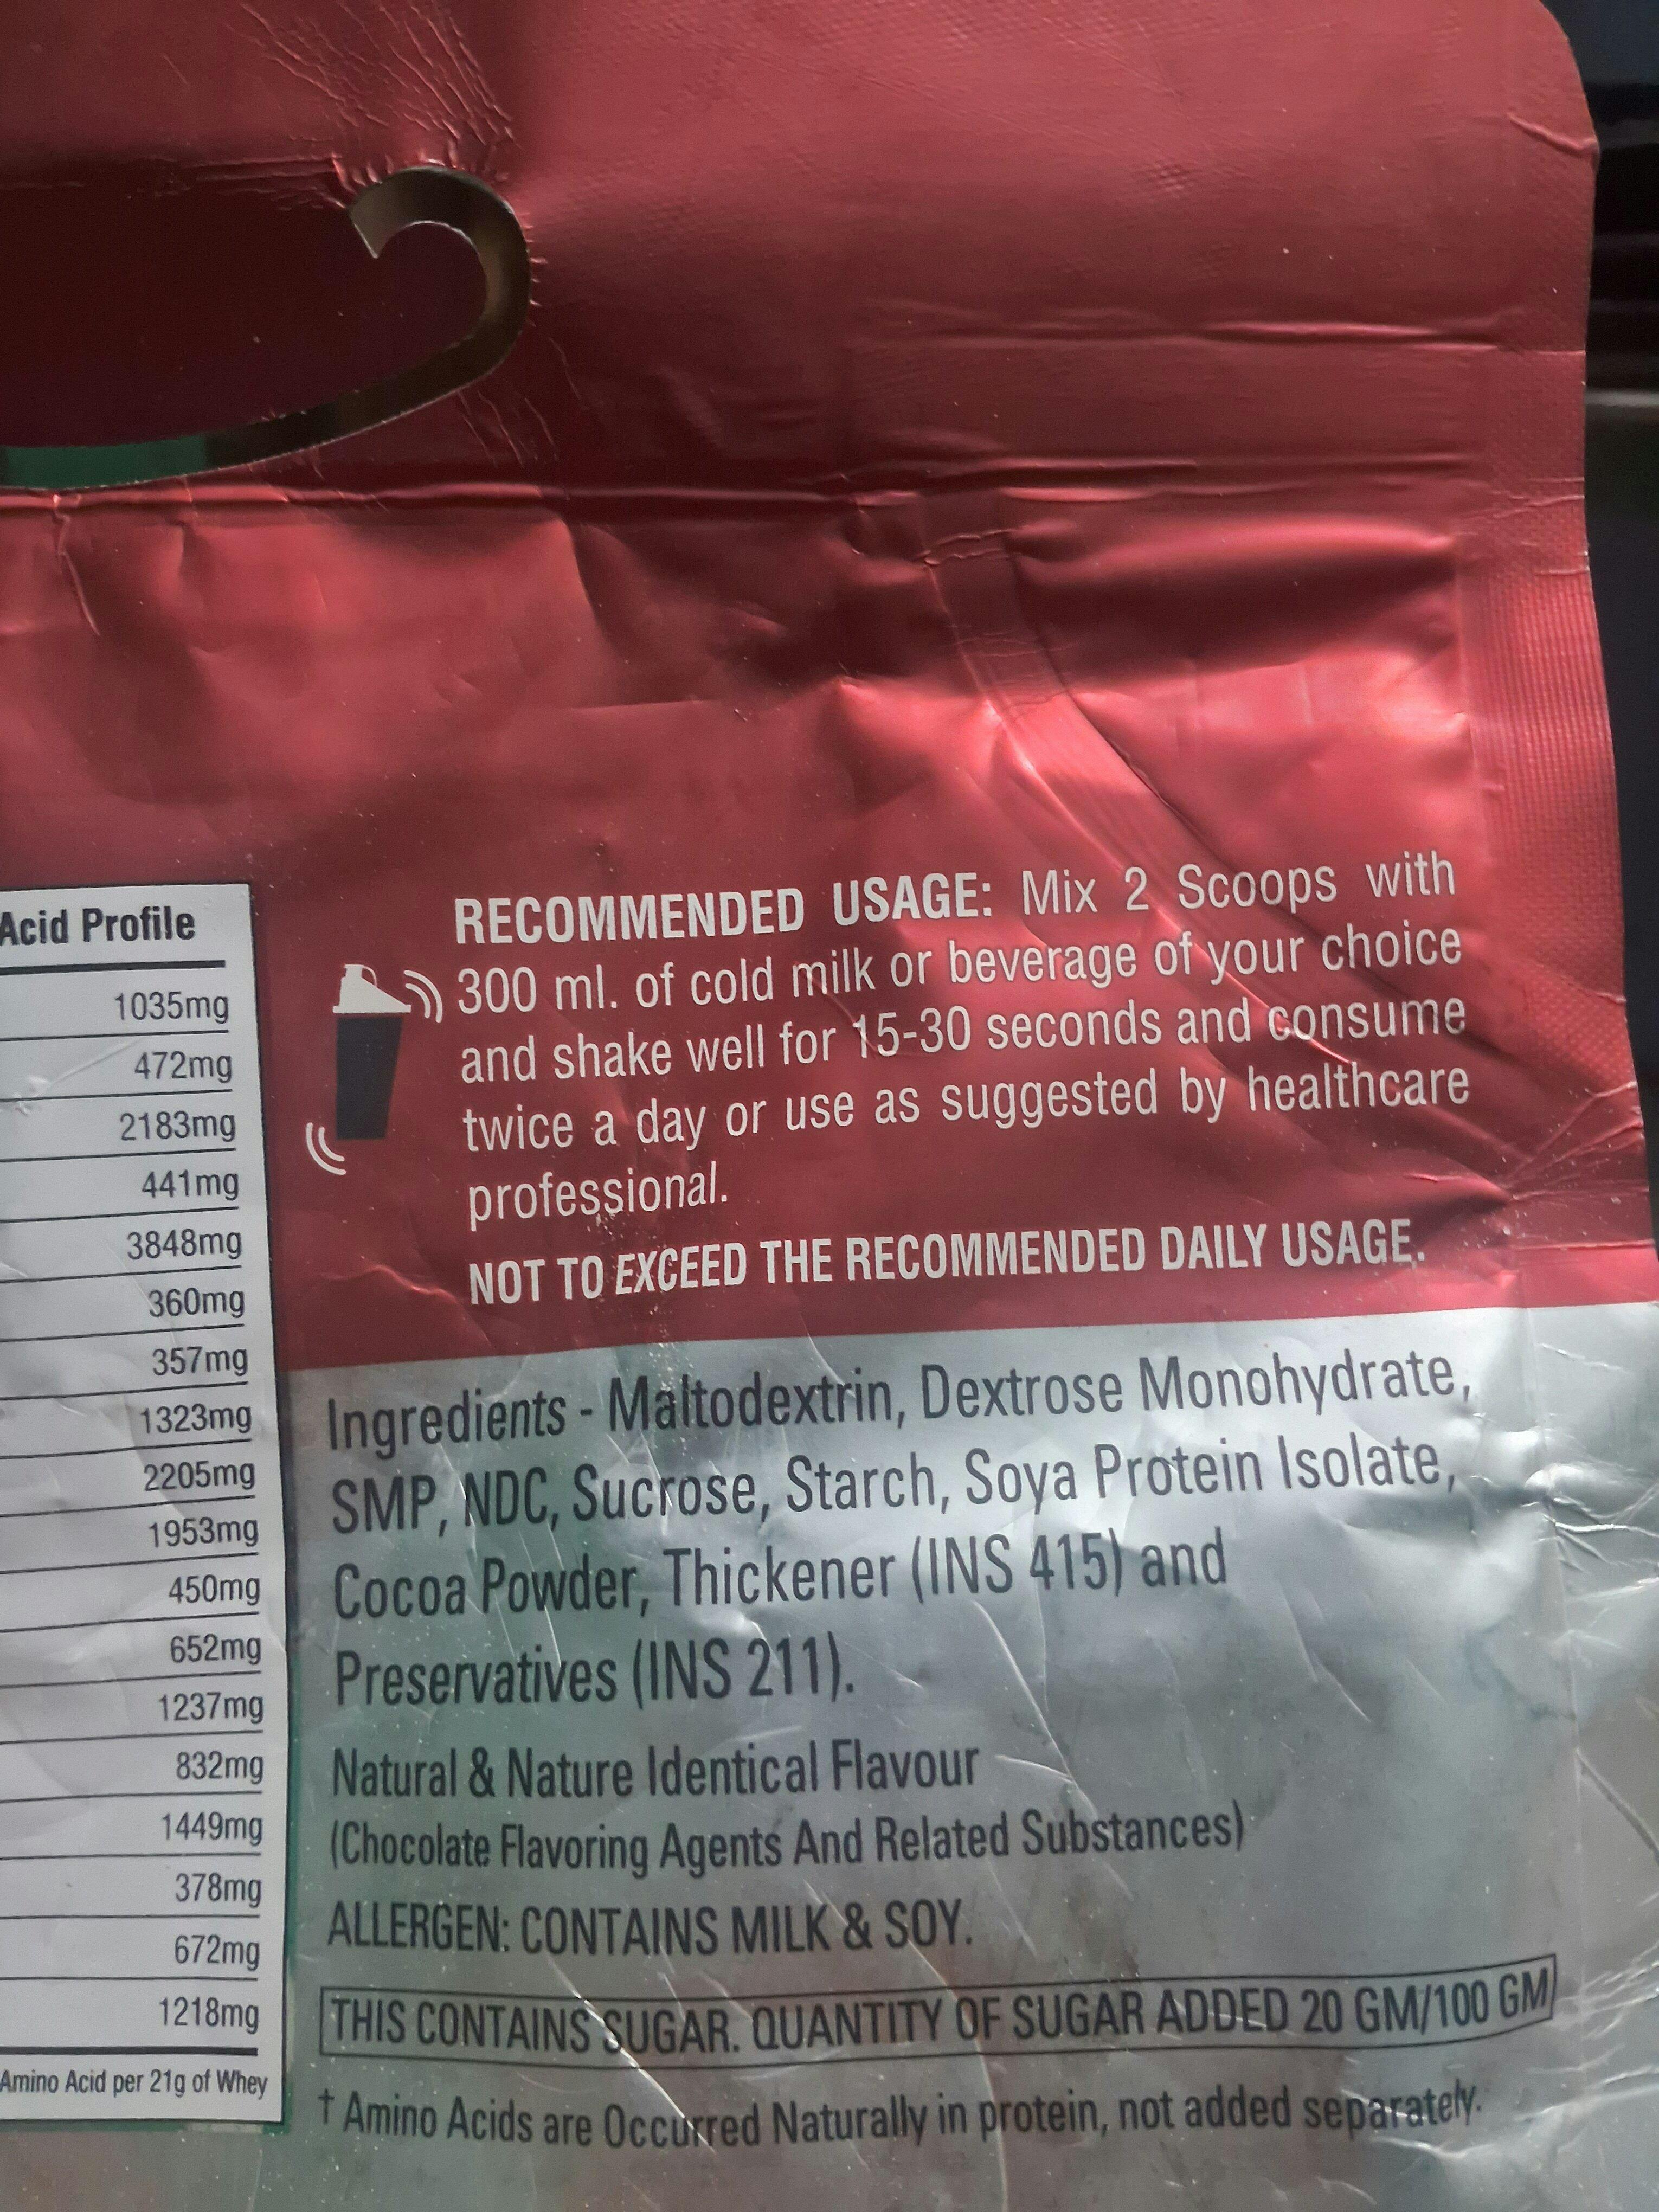 Acid Profile
1035mg
472mg
2183mg
441mg
3848mg
360mg
357mg
1323mg
2205mg
1953mg
450mg
652mg
1237mg
832mg
1449mg
378mg
672mg
1218mg
Amino Acid per 21g of Whey
RECOMMENDED USAGE: Mix 2 Scoops with
300 ml. of cold milk or beverage of your choice
and shake well for 15-30 seconds and consume
twice a day or use as suggested by healthcare
professional.
NOT TO EXCEED THE RECOMMENDED DAILY USAGE.
Ingredients - Maltodextrin, Dextrose Monohydrate,
SMP, NDC, Sucrose, Starch, Soya Protein Isolate,
Cocoa Powder, Thickener (INS 415) and
Preservatives (INS 211).
Natural & Nature Identical Flavour
(Chocolate Flavoring Agents And Related Substances)
ALLERGEN: CONTAINS MILK & SOY.
THIS CONTAINS SUGAR. QUANTITY OF SUGAR ADDED 20 GM/100 GM
† Amino Acids are Occurred Naturally in protein, not added separately.